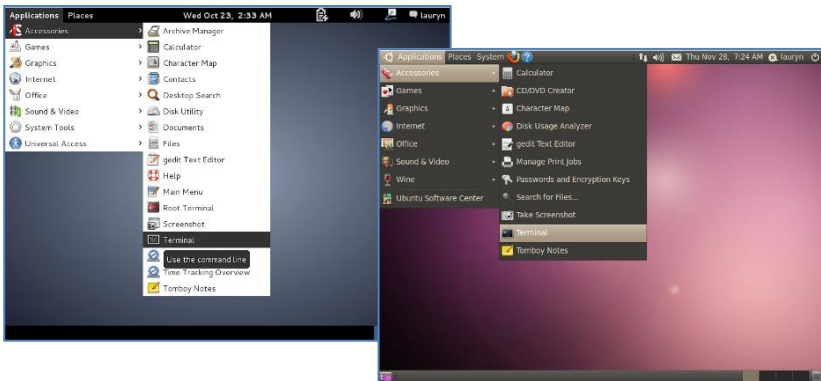 Applications Places Wed Oct 23, 2:33 AM lauryn
Accessories
Games
Graphics
Internet
Office
Sound & Video
System Tools
Universal Access
Archive Manager
Calculator
Character Map
Contacts
Desktop Search
Disk Utility
Documents
Files
gedit Text Editor
Help
Main Menu
Root Terminal
Screenshot
Terminal
Use the command line
Time Tracking Overview
Tomboy Notes
Applications Places System Thu Nov 28, 7:24 AM lauryn
Accessories
Games
Graphics
Internet
Office
Sound & Video
Wine
Ubuntu Software Center
Calculator
CD/DVD Creator
Character Map
Disk Usage Analyzer
gedit Text Editor
Manage Print Jobs
Passwords and Encryption Keys
Search for Files...
Take Screenshot
Terminal
Tomboy Notes